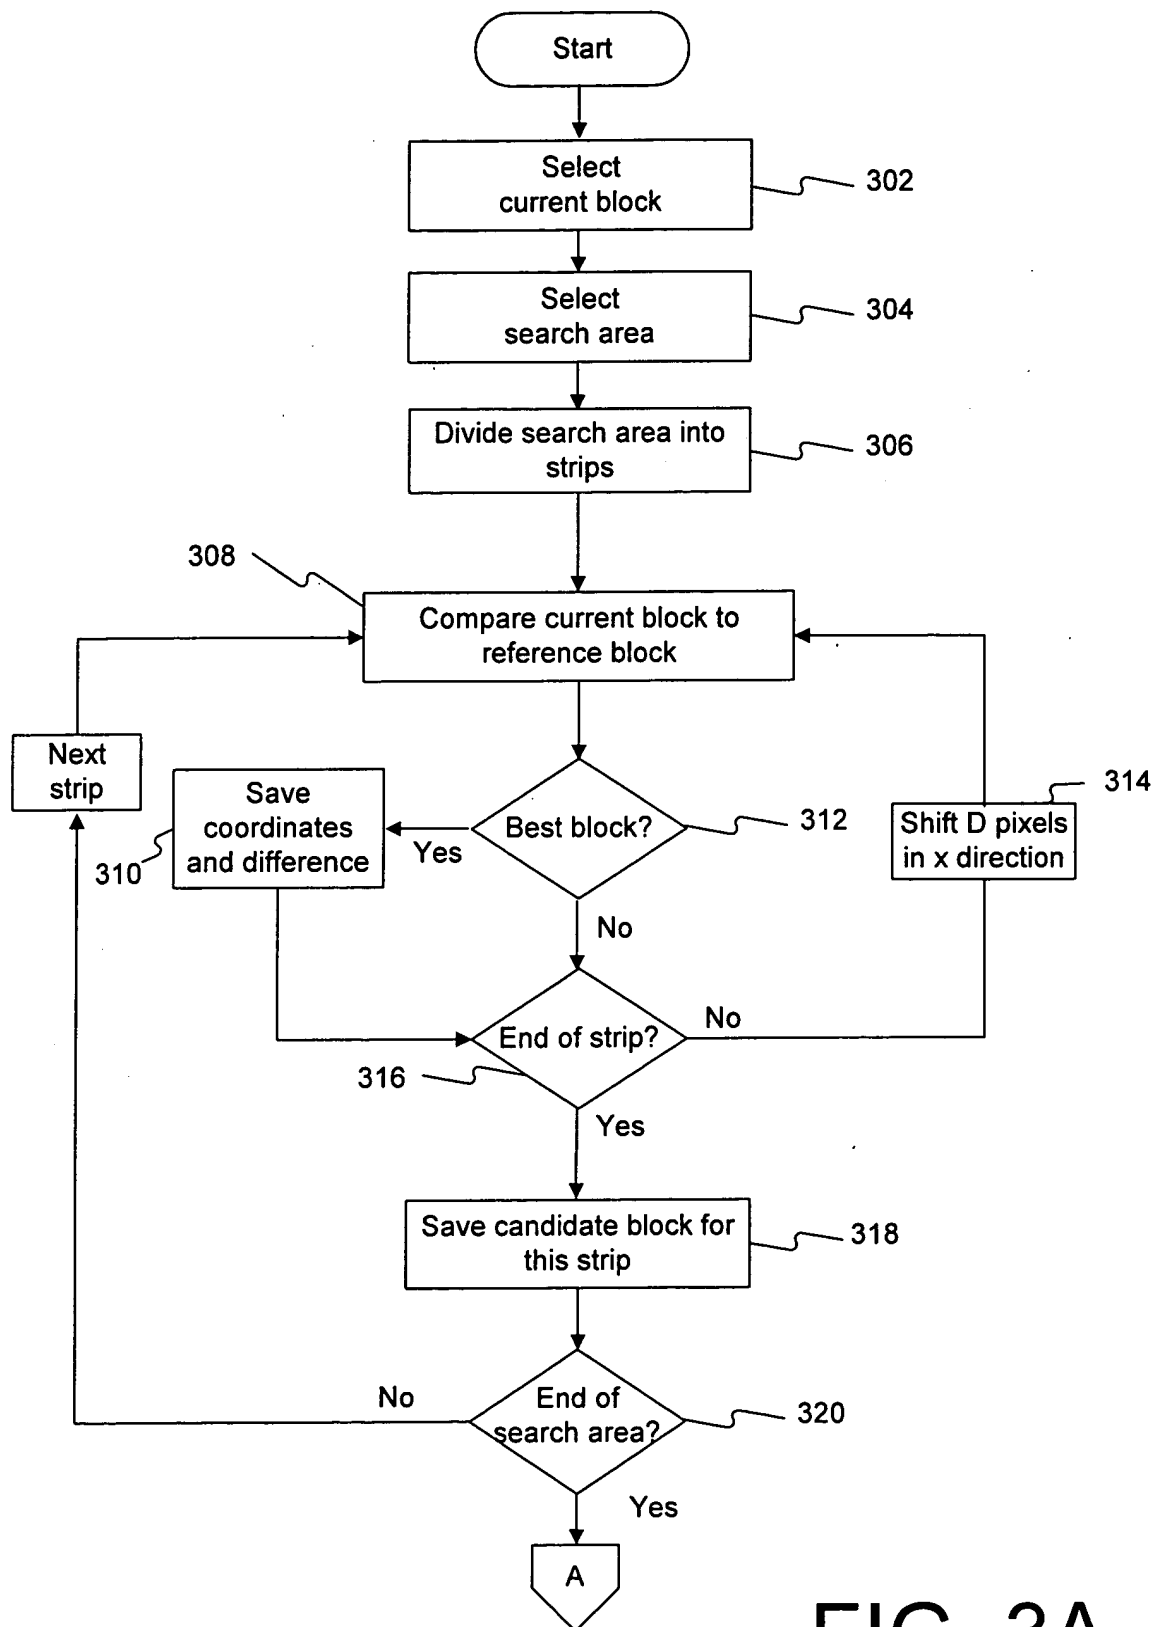 Start
Select
current block
302
Select
search area
304
Divide search area into
strips
306
308
Compare current block to
reference block
Next
strip
Save
coordinates
and difference
310
Yes
Best block?
312
314
Shift D pixels
in x direction
No
End of strip?
No
316
Yes
Save candidate block for
this strip
318
No
End of
search area?
320
Yes
A
FIG. 3A